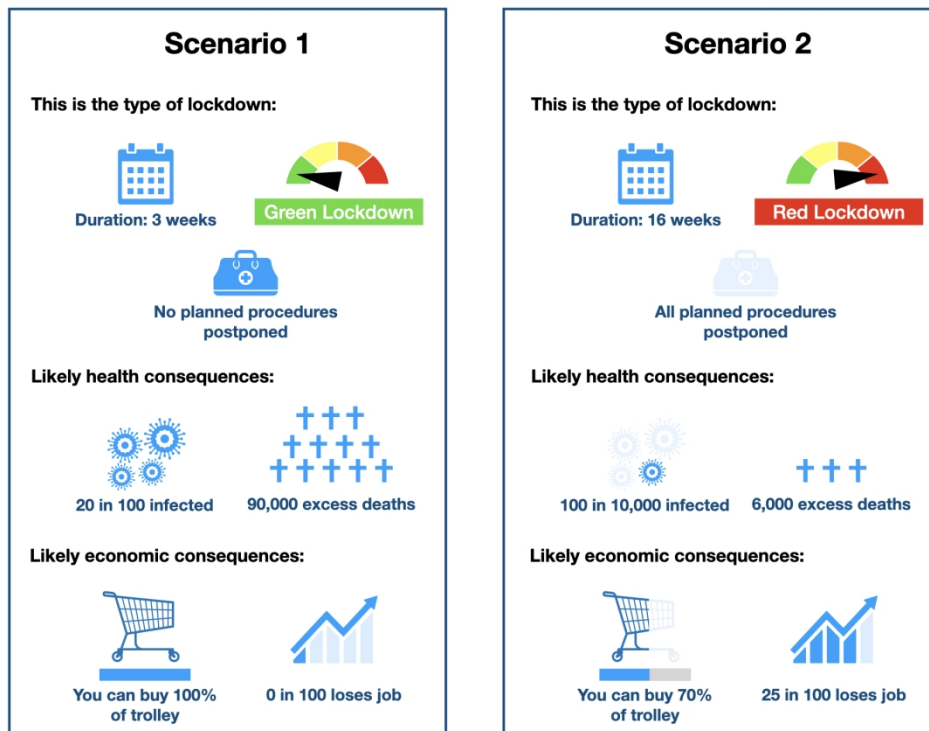 Scenario 1
This is the type of lockdown:
Duration: 3 weeks
Green Lockdown
No planned procedures
postponed
Likely health consequences:
20 in 100 infected
90,000 excess deaths
Likely economic consequences:
You can buy 100%
of trolley
0 in 100 loses job
Scenario 2
This is the type of lockdown:
Duration: 16 weeks
Red Lockdown
All planned procedures
postponed
Likely health consequences:
100 in 10,000 infected
6,000 excess deaths
Likely economic consequences:
You can buy 70%
of trolley
25 in 100 loses job